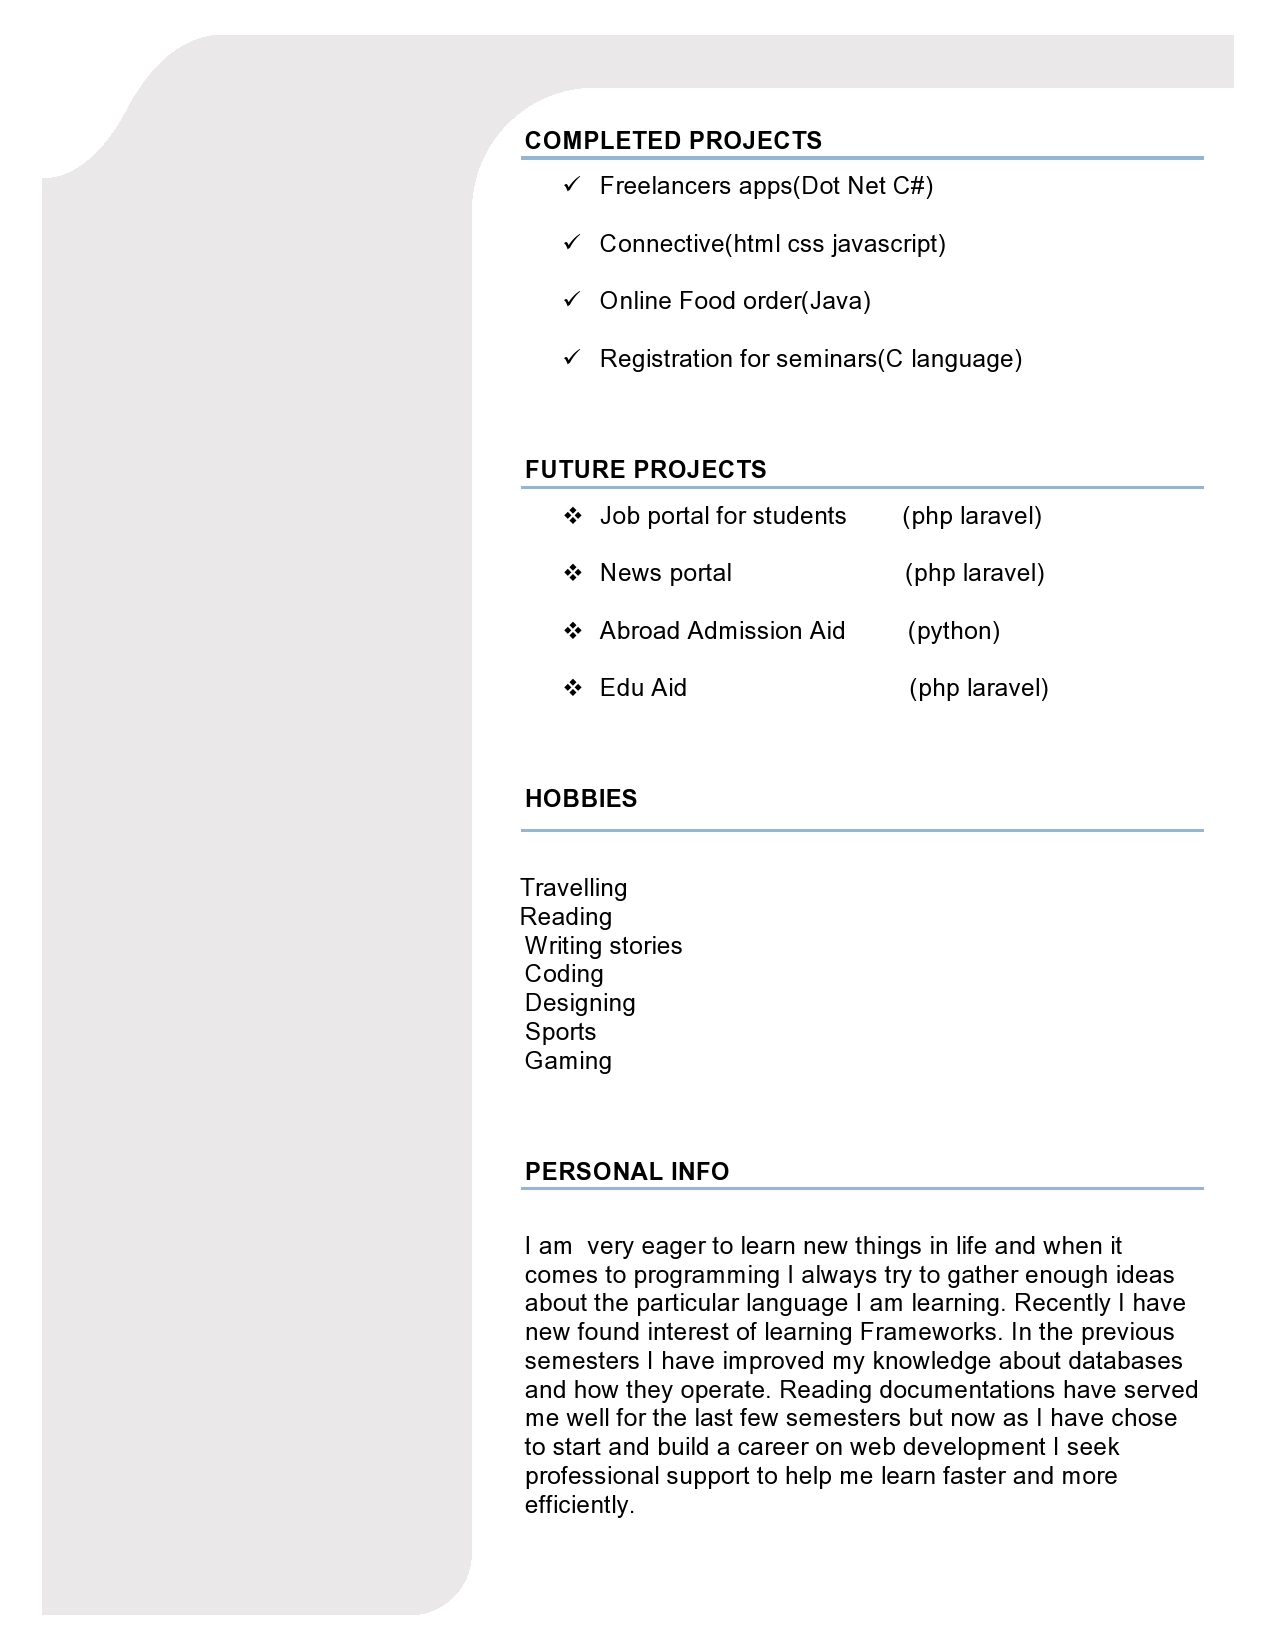 COMPLETED PROJECTS
✓ Freelancers apps(Dot Net C#)
✓ Connective(html css javascript)
✓ Online Food order(Java)
✓ Registration for seminars(C language)
FUTURE PROJECTS
❖ Job portal for students (php laravel)
❖ News portal (php laravel)
❖ Abroad Admission Aid (python)
❖ Edu Aid (php laravel)
HOBBIES
Travelling
Reading
Writing stories
Coding
Designing
Sports
Gaming
PERSONAL INFO
I am  very eager to learn new things in life and when it
comes to programming I always try to gather enough ideas
about the particular language I am learning. Recently I have
new found interest of learning Frameworks. In the previous
semesters I have improved my knowledge about databases
and how they operate. Reading documentations have served
me well for the last few semesters but now as I have chose
to start and build a career on web development I seek
professional support to help me learn faster and more
efficiently.